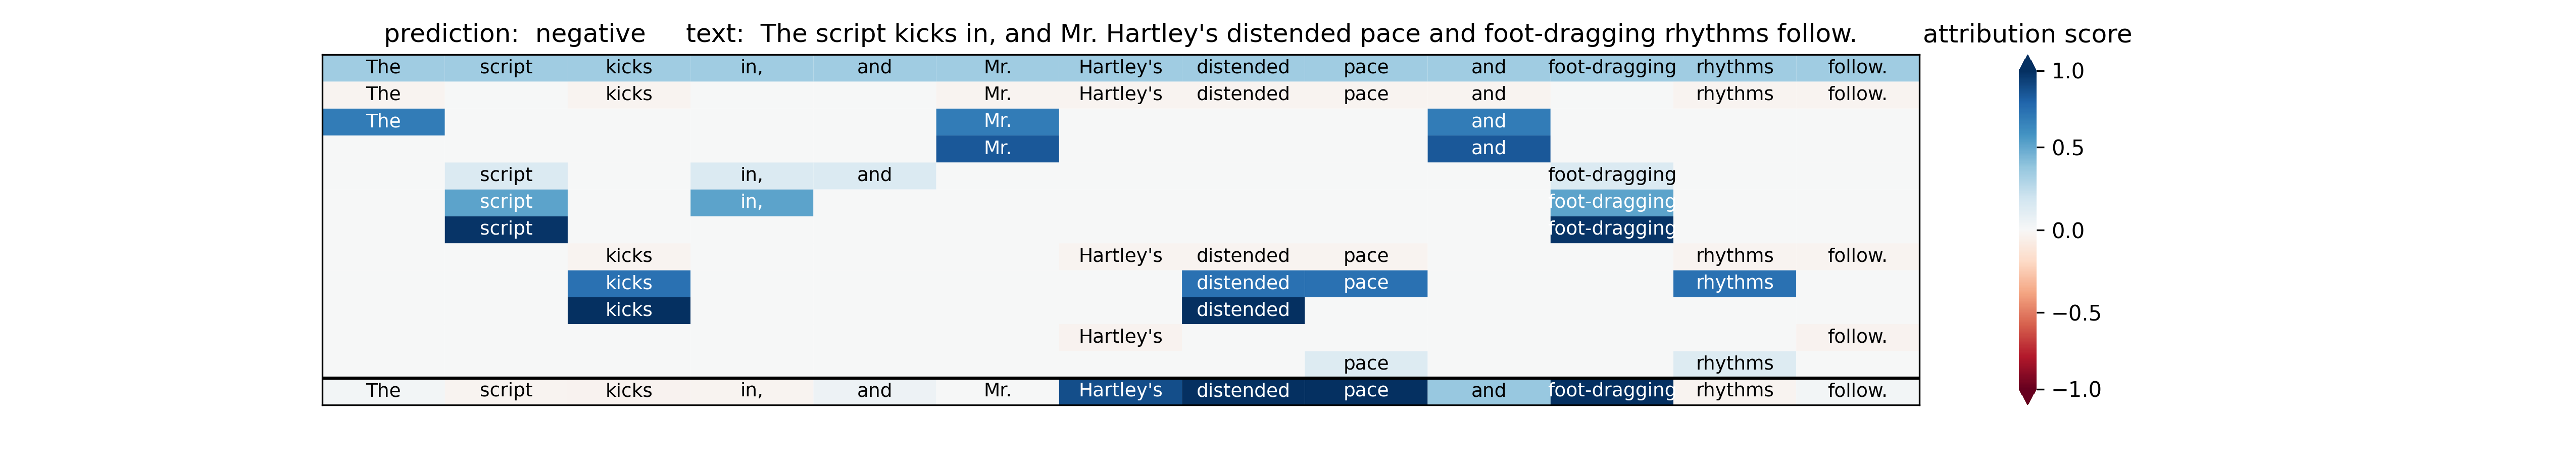 prediction: negative text: The script kicks in, and Mr. Hartley's distended pace and foot-dragging rhythms follow. attribution score
The script kicks in, and Mr. Hartley's distended pace and foot-dragging rhythms follow.
The kicks Mr. Hartley's distended pace and rhythms follow.
The Mr. and
Mr. and
script in, and foot-dragging
script in, foot-dragging
script foot-dragging
kicks Hartley's distended pace rhythms follow.
kicks distended pace rhythms
kicks distended
Hartley's follow.
pace rhythms
The script kicks in, and Mr. Hartley's distended pace and foot-dragging rhythms follow.
1.0
0.5
0.0
−0.5
−1.0